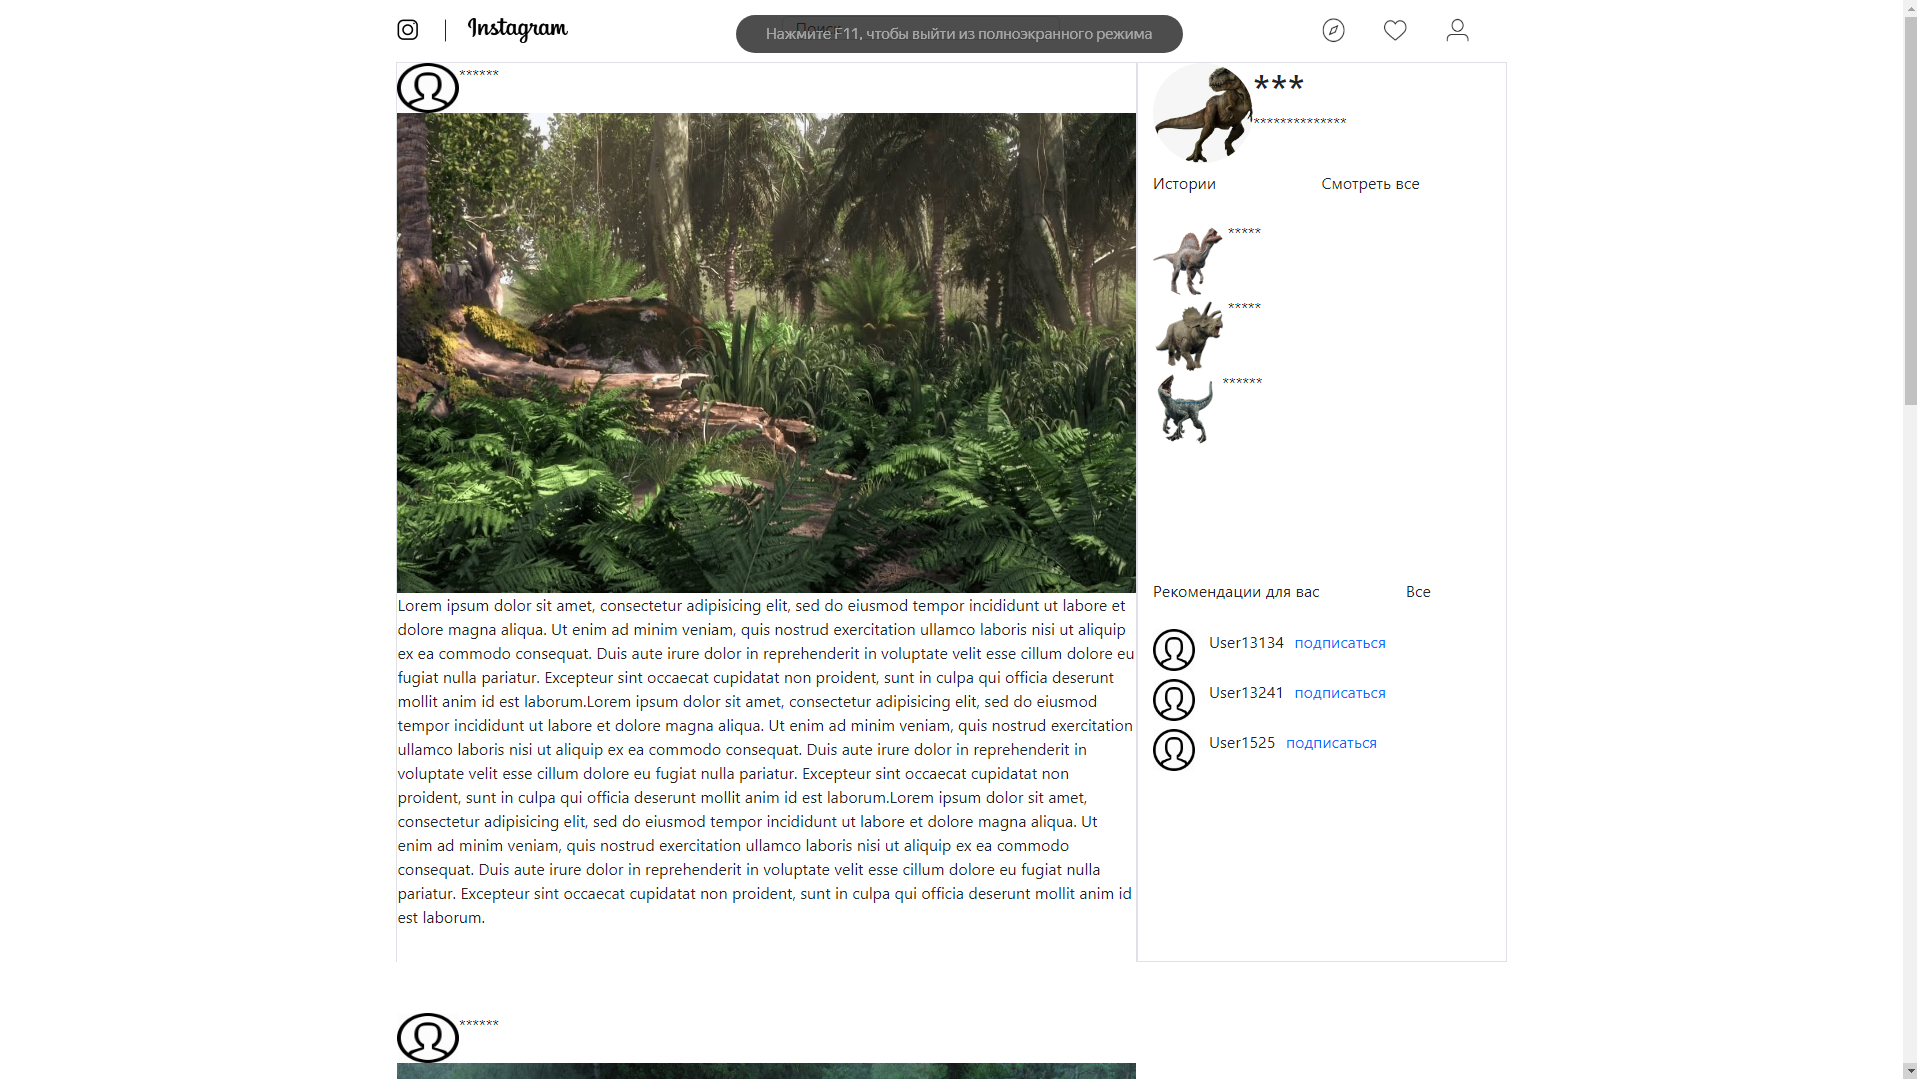 Instagram
Поиск
Нажмите F11, чтобы выйти из полноэкранного режима
******
***
**************
Истории Смотреть все
*****
*****
******
Рекомендации для вас Все
User13134 подписаться
User13241 подписаться
User1525 подписаться
Lorem ipsum dolor sit amet, consectetur adipisicing elit, sed do eiusmod tempor incididunt ut labore et
dolore magna aliqua. Ut enim ad minim veniam, quis nostrud exercitation ullamco laboris nisi ut aliquip
ex ea commodo consequat. Duis aute irure dolor in reprehenderit in voluptate velit esse cillum dolore eu
fugiat nulla pariatur. Excepteur sint occaecat cupidatat non proident, sunt in culpa qui officia deserunt
mollit anim id est laborum.Lorem ipsum dolor sit amet, consectetur adipisicing elit, sed do eiusmod
tempor incididunt ut labore et dolore magna aliqua. Ut enim ad minim veniam, quis nostrud exercitation
ullamco laboris nisi ut aliquip ex ea commodo consequat. Duis aute irure dolor in reprehenderit in
voluptate velit esse cillum dolore eu fugiat nulla pariatur. Excepteur sint occaecat cupidatat non
proident, sunt in culpa qui officia deserunt mollit anim id est laborum.Lorem ipsum dolor sit amet,
consectetur adipisicing elit, sed do eiusmod tempor incididunt ut labore et dolore magna aliqua. Ut
enim ad minim veniam, quis nostrud exercitation ullamco laboris nisi ut aliquip ex ea commodo
consequat. Duis aute irure dolor in reprehenderit in voluptate velit esse cillum dolore eu fugiat nulla
pariatur. Excepteur sint occaecat cupidatat non proident, sunt in culpa qui officia deserunt mollit anim id
est laborum.
******